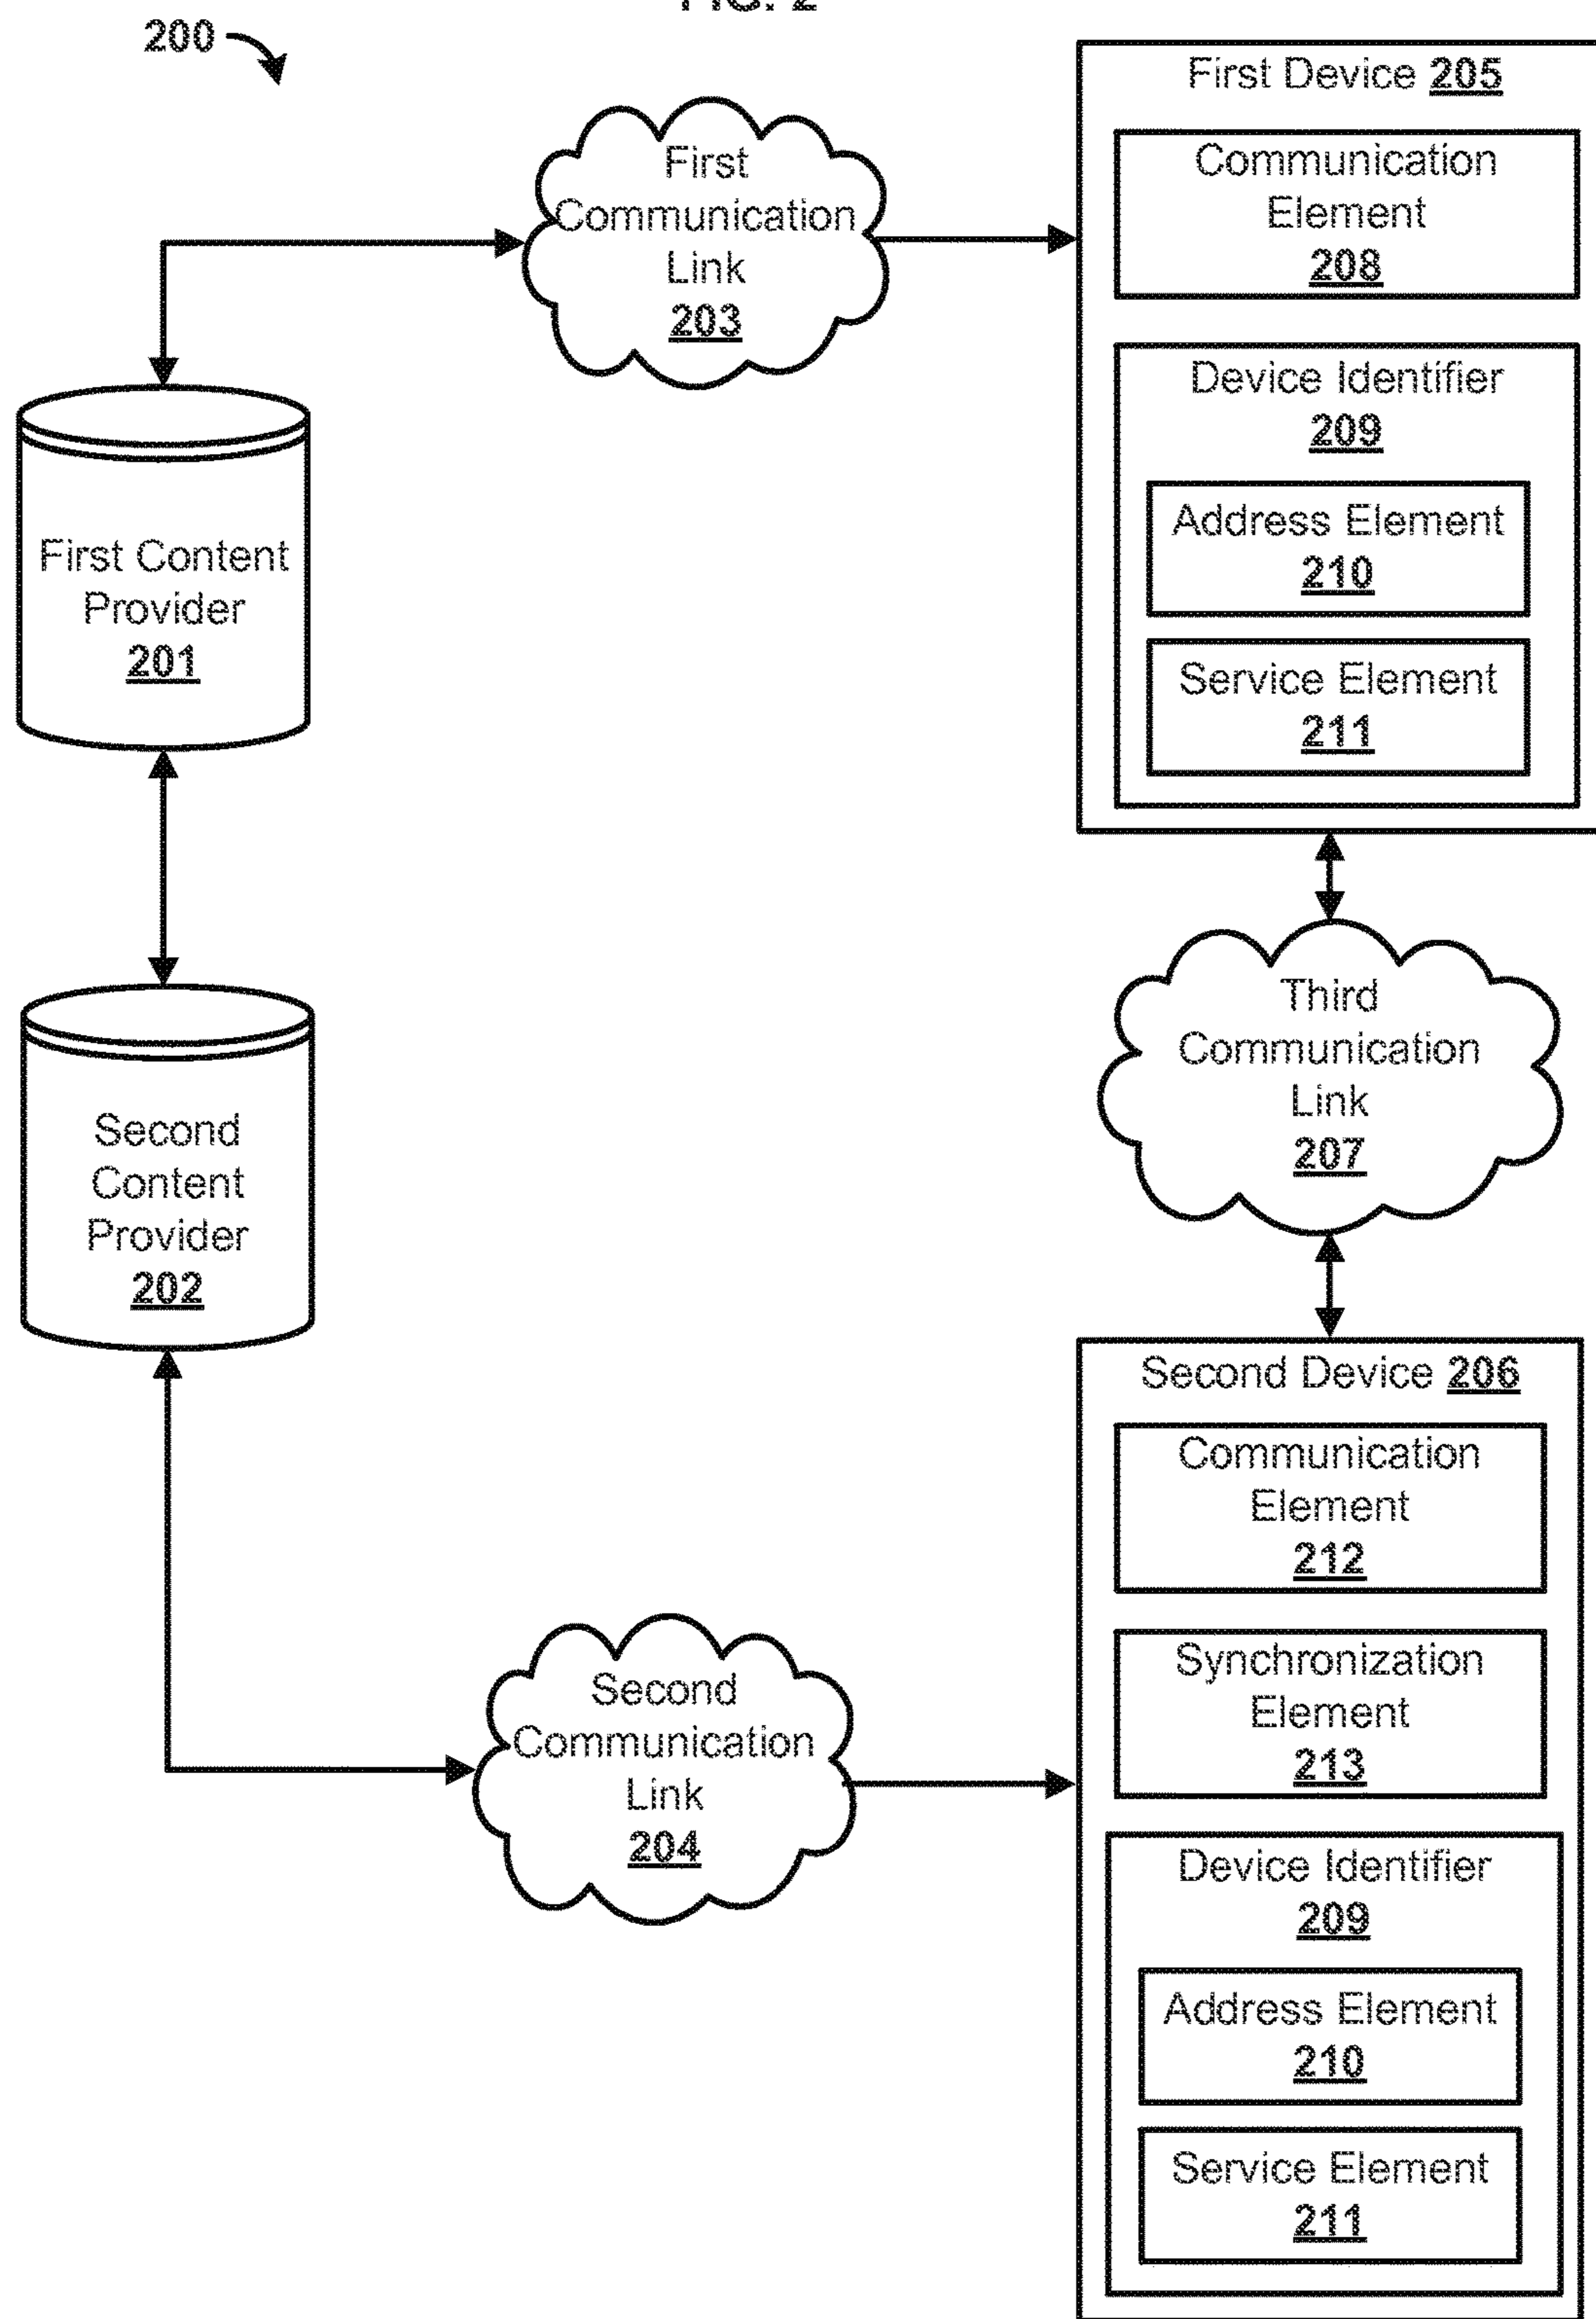 FIG. 2
200
First Device 205
Communication
Element
208
Device Identifier
209
Address Element
210
Service Element
211
First
Communication
Link
203
First Content
Provider
201
Second
Content
Provider
202
Third
Communication
Link
207
Second Device 206
Communication
Element
212
Synchronization
Element
213
Device Identifier
209
Address Element
210
Service Element
211
Second
Communication
Link
204